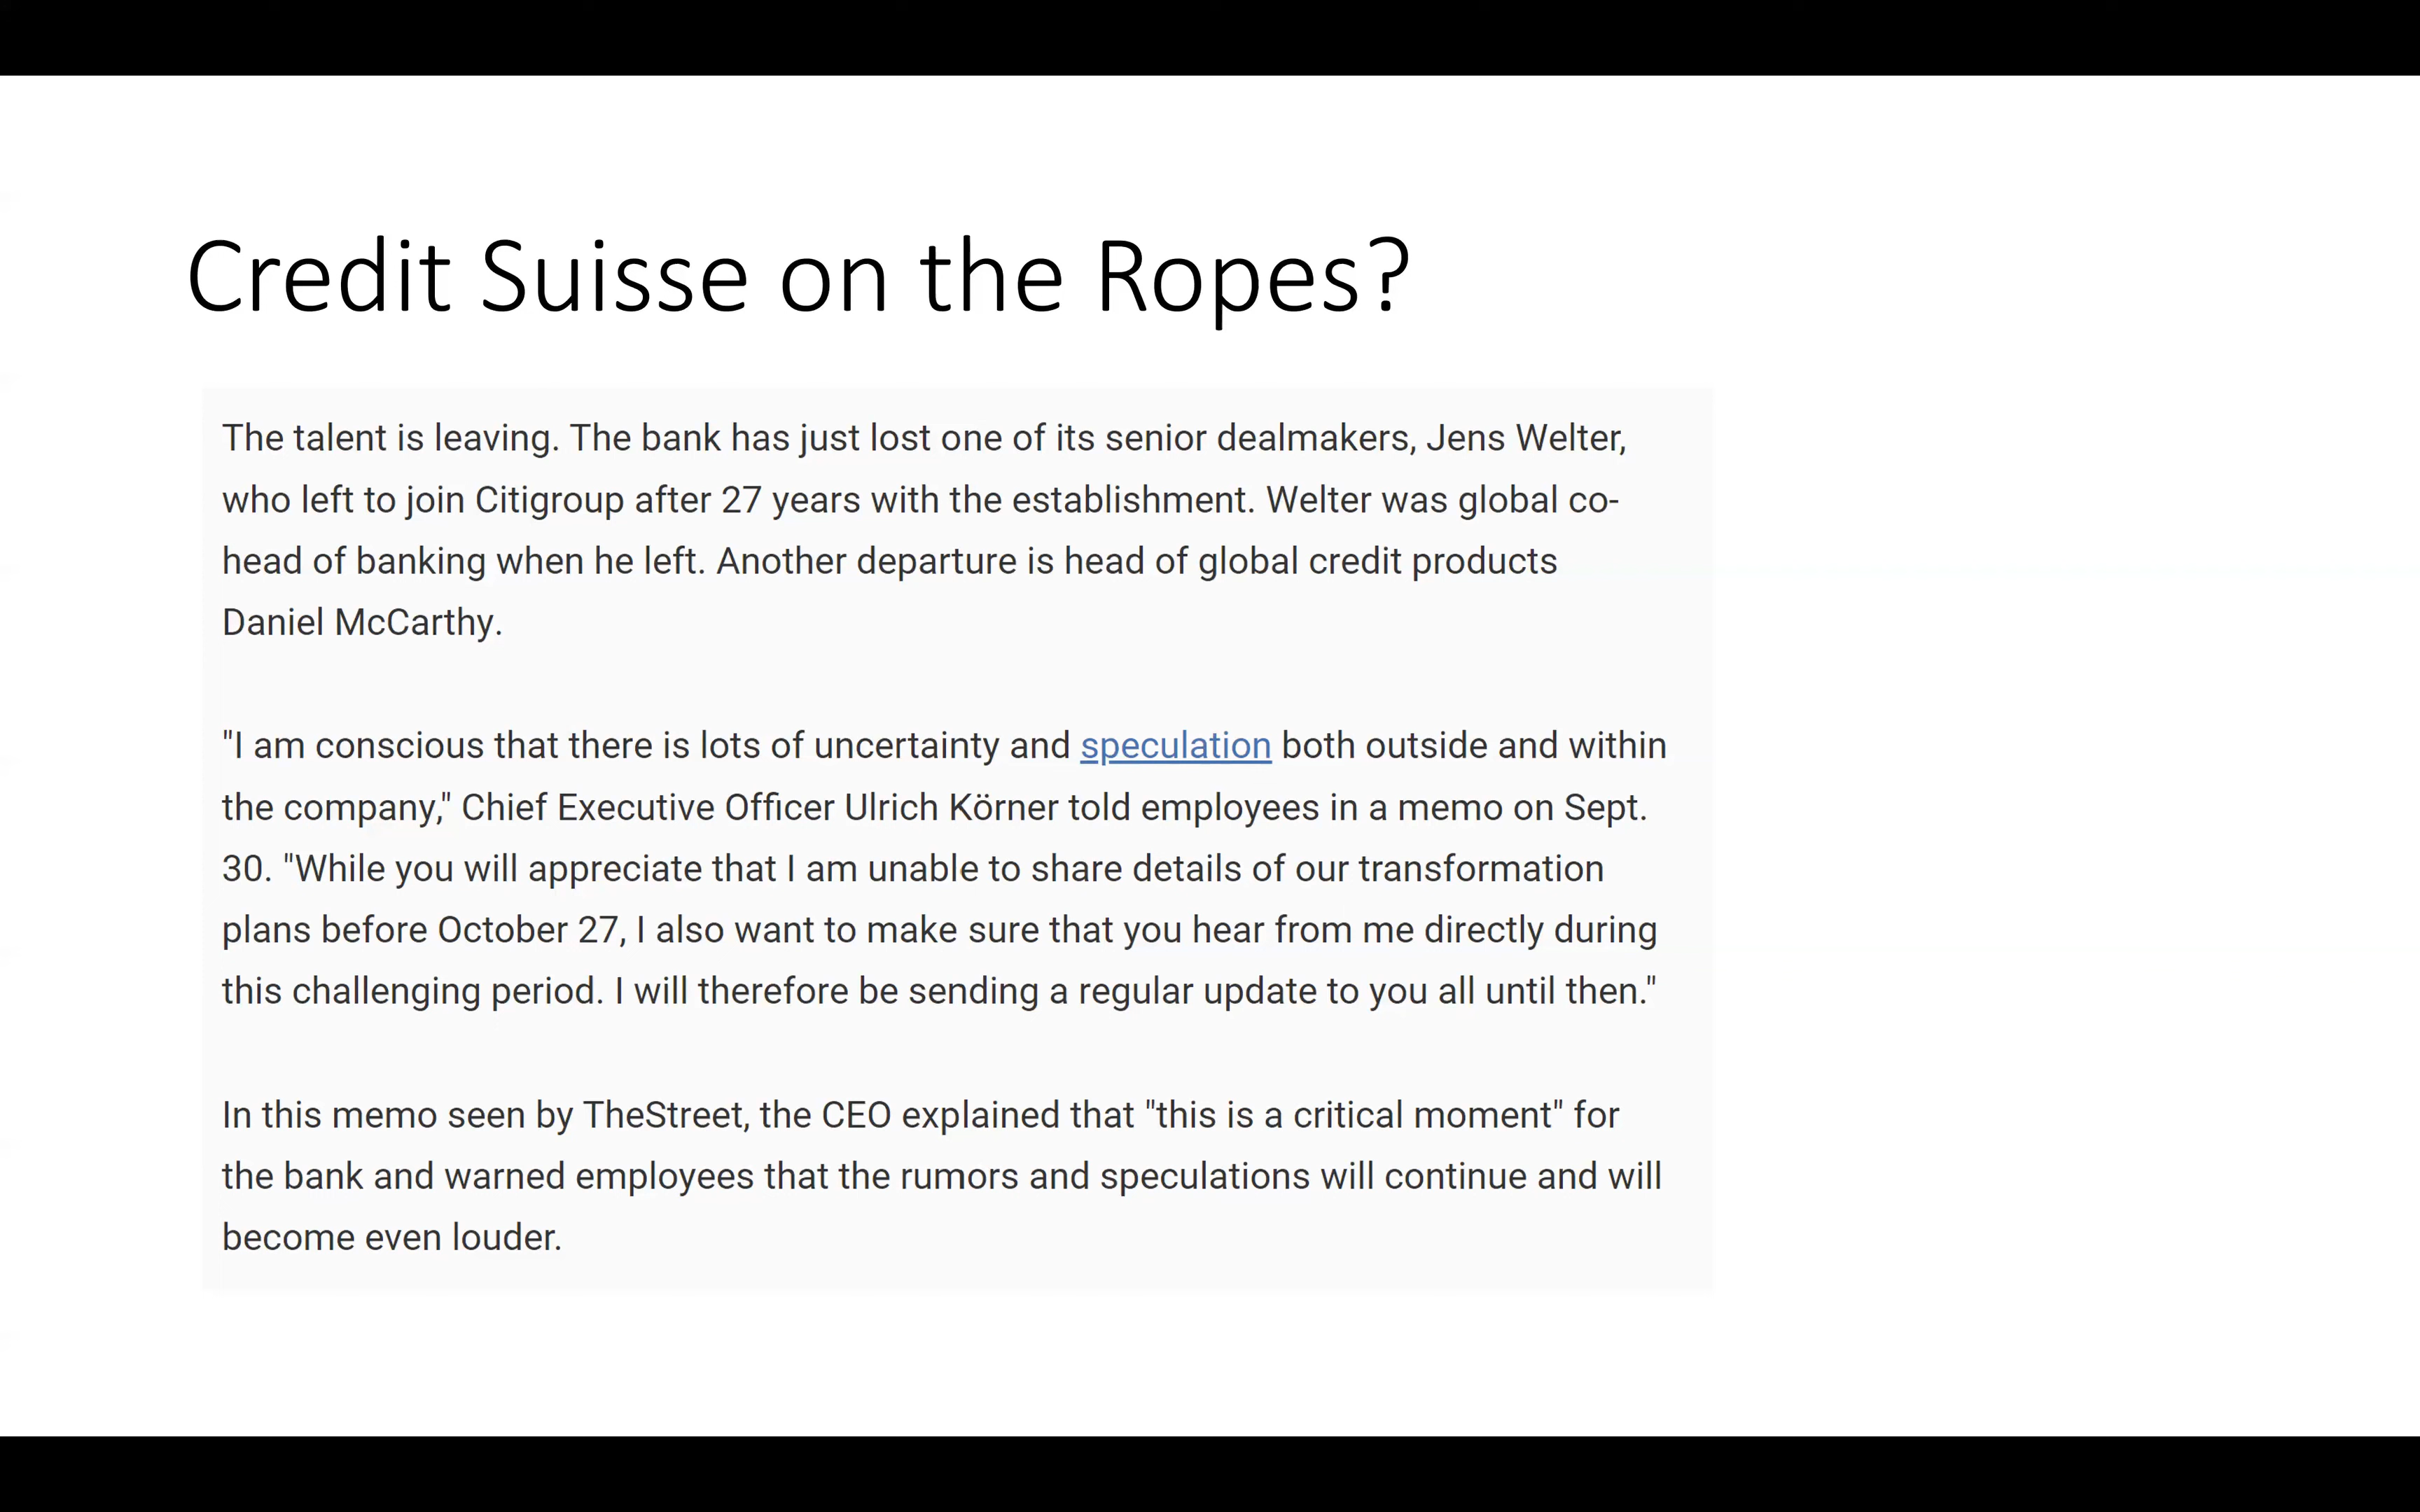 Credit Suisse on the Ropes?
The talent is leaving. The bank has just lost one of its senior dealmakers, Jens Welter,
who left to join Citigroup after 27 years with the establishment. Welter was global co-
head of banking when he left. Another departure is head of global credit products
Daniel McCarthy.
"I am conscious that there is lots of uncertainty and speculation both outside and within
the company," Chief Executive Officer Ulrich Körner told employees in a memo on Sept.
30. "While you will appreciate that I am unable to share details of our transformation
plans before October 27, I also want to make sure that you hear from me directly during
this challenging period. I will therefore be sending a regular update to you all until then."
In this memo seen by TheStreet, the CEO explained that "this is a critical moment" for
the bank and warned employees that the rumors and speculations will continue and will
become even louder.